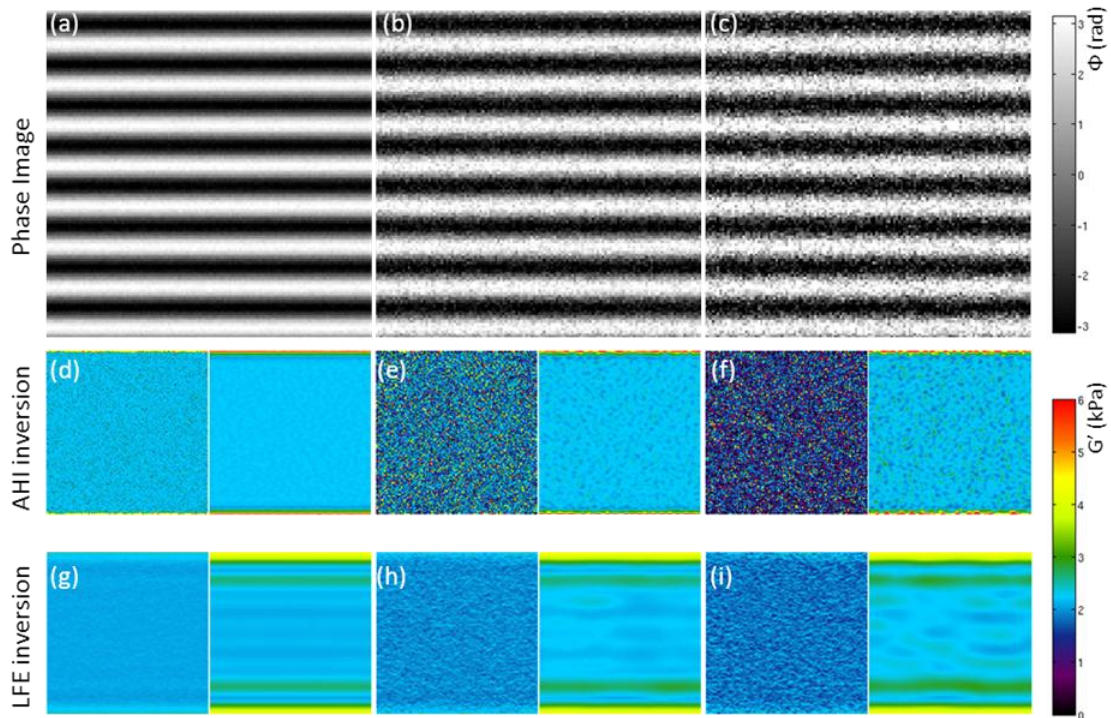 (a) (b) (c)
Phase Image
3
2
1
0
-1
-2
-3
Φ (rad)
(d) (e) (f)
AHI inversion
(g) (h) (i)
LFE inversion
6
5
4
3
2
1
0
G' (kPa)